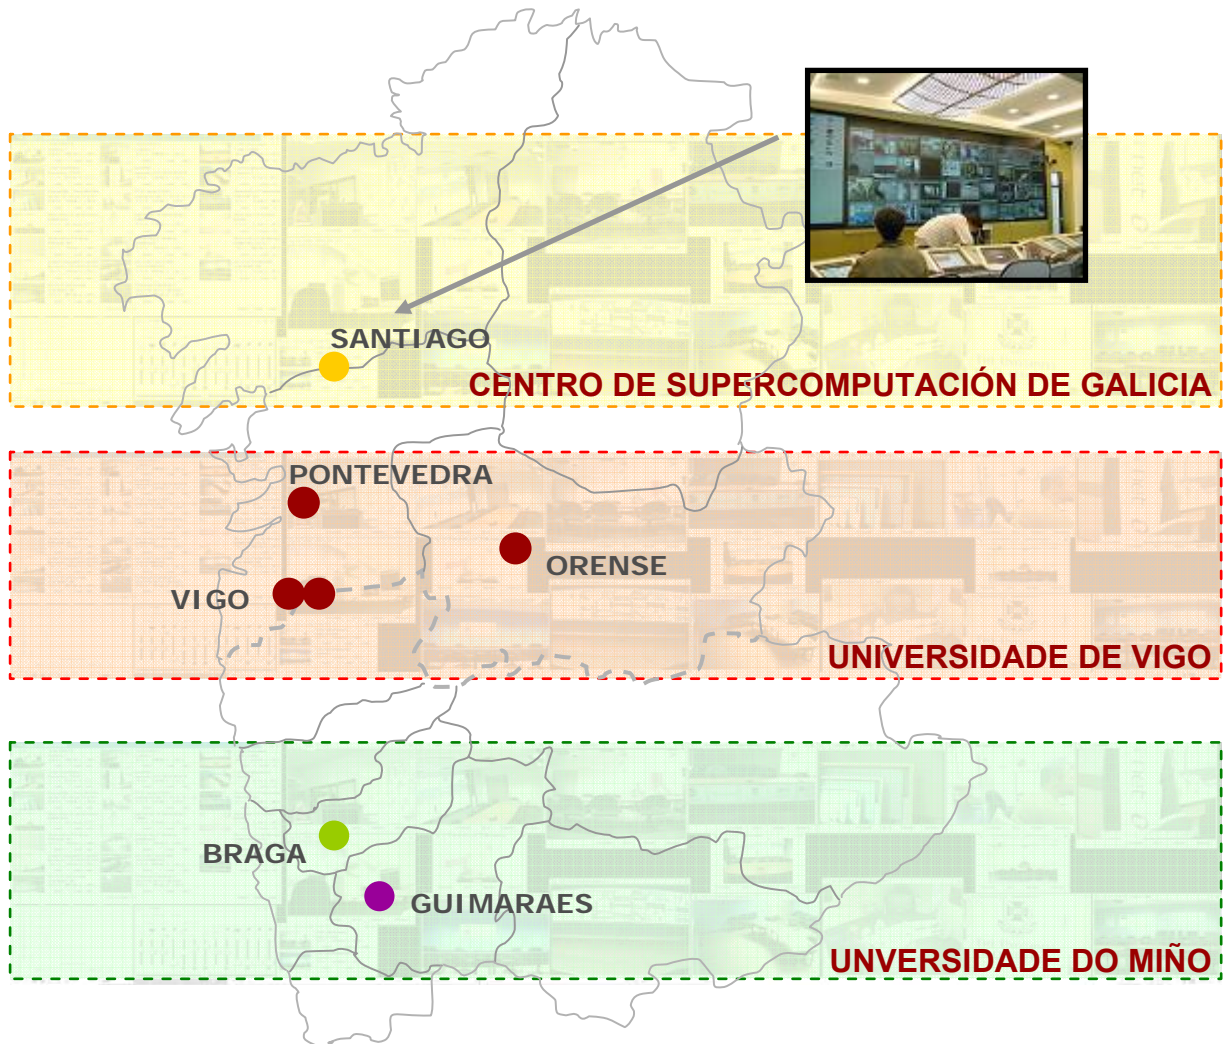 SANTIAGO
CENTRO DE SUPERCOMPUTACIÓN DE GALICIA
PONTEVEDRA
ORENSE
VIGO
UNIVERSIDADE DE VIGO
BRAGA
GUIMARAES
UNVERSIDADE DO MIÑO